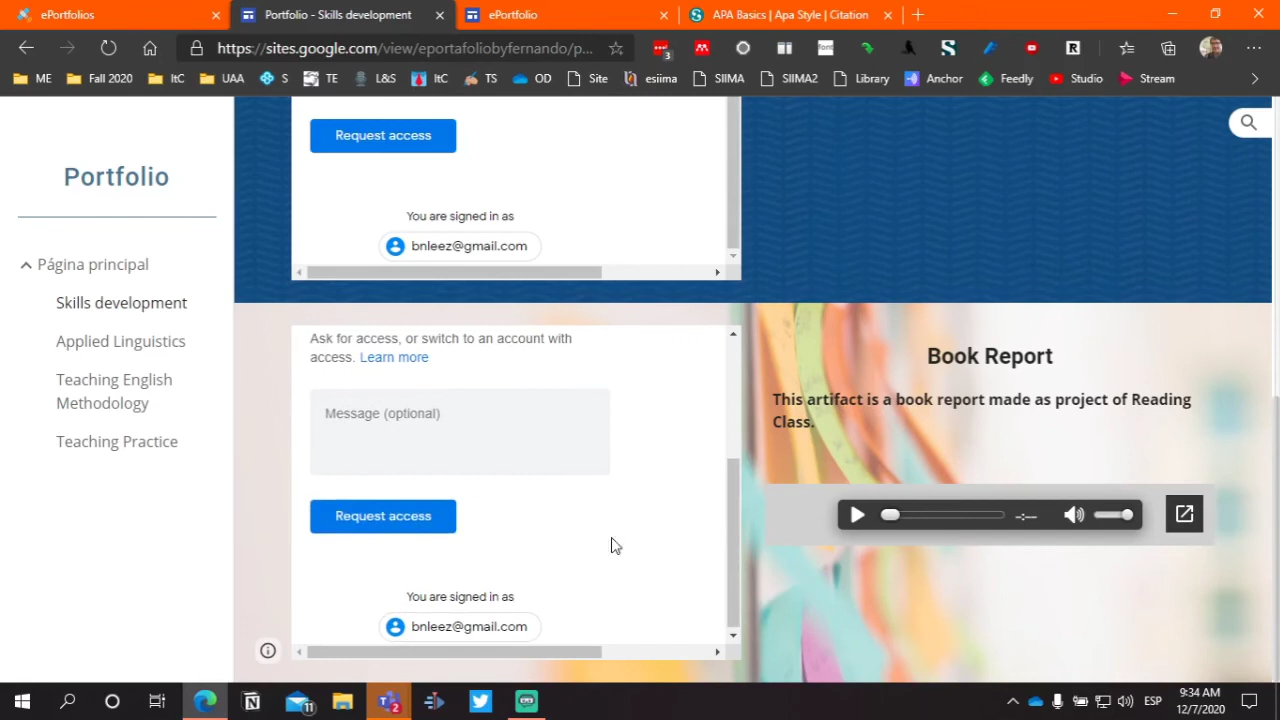 ePortfolios
Portfolio - Skills development
ePortfolio
APA Basics | Apa Style | Citation
https://sites.google.com/view/eportafoliobyfernando/p...
3
font
R
ME
Fall 2020
ItC
UAA
S
TE
L&S
ItC
TS
OD
Site
esiima
SIIMA
SIIMA2
Library
Anchor
Feedly
Studio
Stream
Portfolio
Página principal
Skills development
Applied Linguistics
Teaching English
Methodology
Teaching Practice
Request access
You are signed in as
bnleez@gmail.com
Ask for access, or switch to an account with
access. Learn more
Message (optional)
Request access
You are signed in as
bnleez@gmail.com
Book Report
This artifact is a book report made as project of Reading
Class.
-:--
11
2
ESP
9:34 AM
12/7/2020